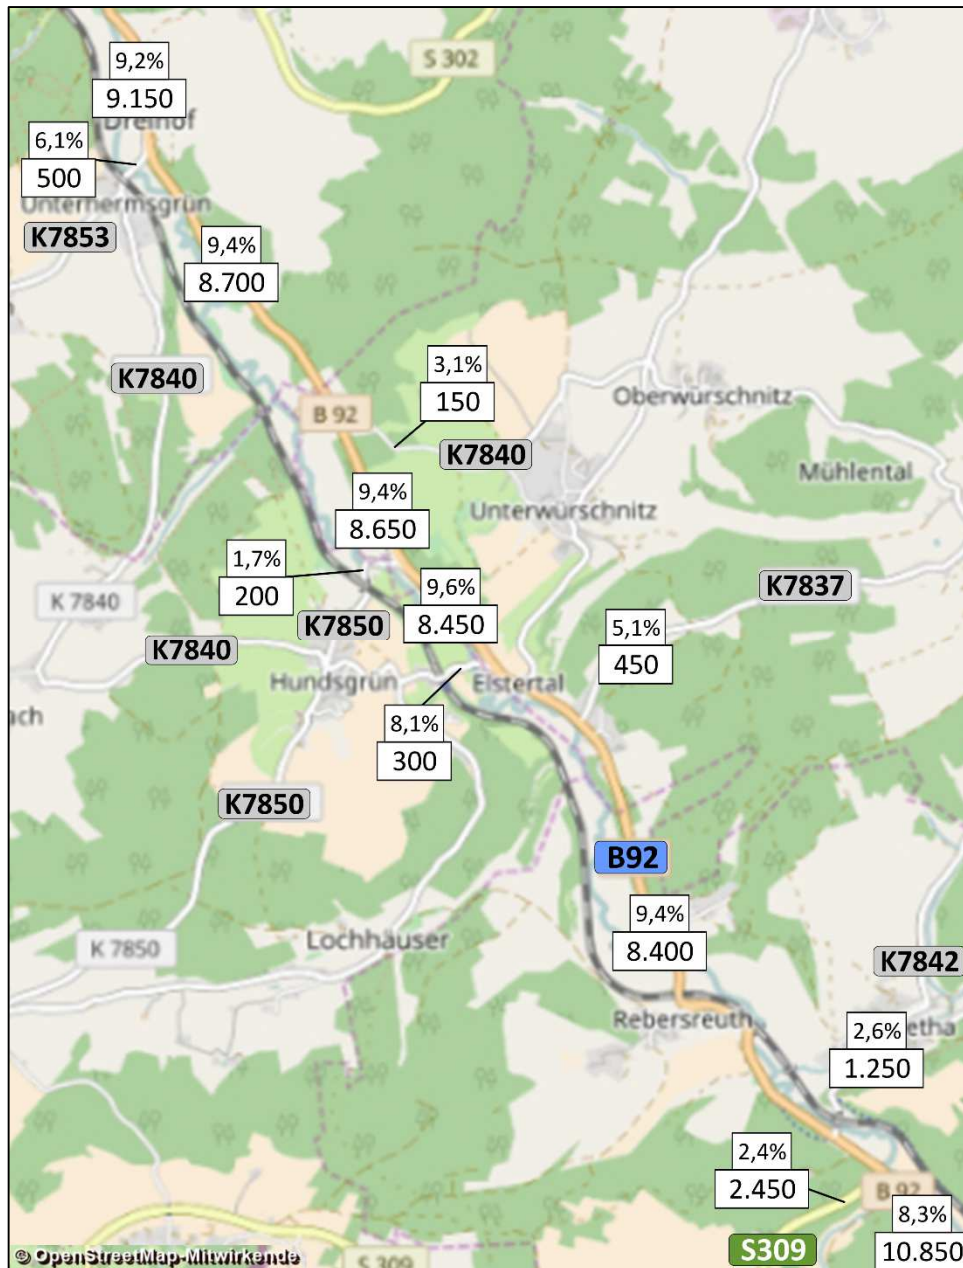 S 302
9,2%
9.150
Dreihof
6,1%
500
Unterhermsgrün
K7853
9,4%
8.700
K7840
3,1%
150
B 92
Oberwürschnitz
K7840
Mühlental
9,4%
8.650
Unterwürschnitz
1,7%
200
K 7840
9,6%
8.450
K7837
K7850
5,1%
450
K7840
Hundsgrün
Elstertal
ach
8,1%
300
K7850
B92
9,4%
8.400
K 7850
Lochhäuser
K7842
Rebersreuth
2,6%
etha
1.250
2,4%
2.450
B 92
8,3%
10.850
S309
© OpenStreetMap-Mitwirkende
S 309